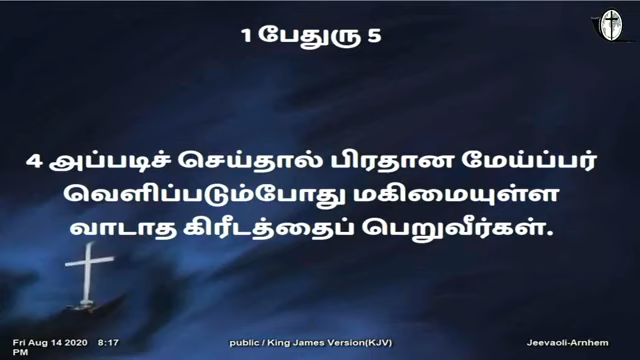 1 பேதுரு 5
4 அப்படிச் செய்தால் பிரதான மேய்ப்பர்
வெளிப்படும்போது மகிமையுள்ள
வாடாத கிரீடத்தைப் பெறுவீர்கள்.
Fri Aug 14 2020 8:17 PM
public / King James Version(KJV)
Jeevaoli-Arnhem